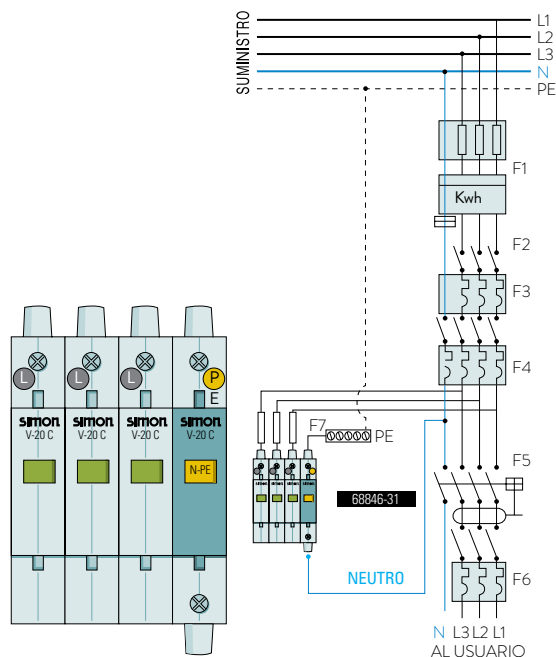 SUMINISTRO
L1
L2
L3
N
PE
F1
Kwh
F2
F3
F4
F7
PE
F5
68846-31
NEUTRO
F6
N L3 L2 L1
AL USUARIO
L L L P
E
simon simon simon simon
V-20 C V-20 C V-20 C V-20 C
N-PE